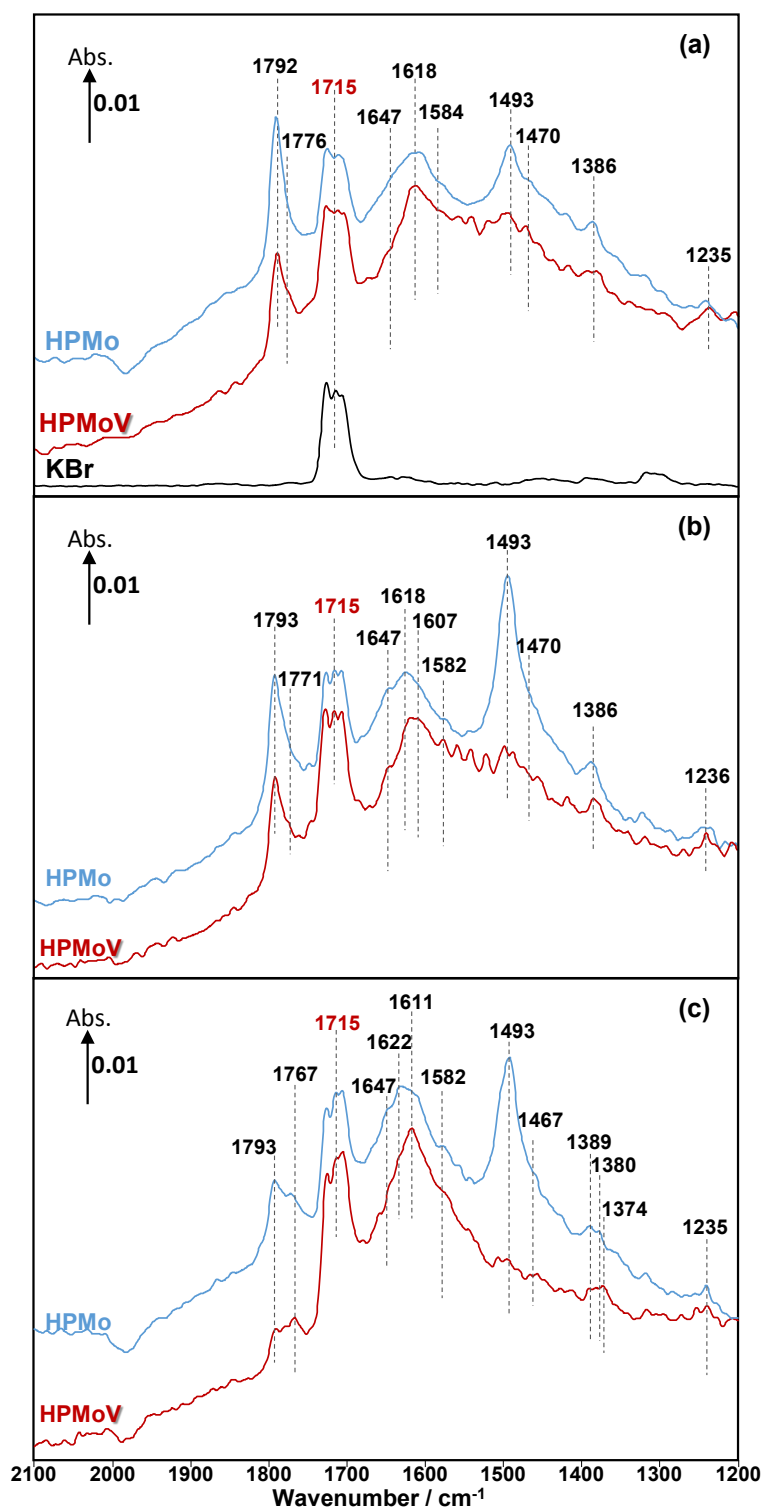 (a)
Abs.
0.01
1792
1776
1715
1647
1618
1584
1493
1470
1386
1235
HPMo
HPMoV
KBr
(b)
Abs.
0.01
1793
1771
1715
1647
1618
1607
1582
1493
1470
1386
1236
HPMo
HPMoV
(c)
Abs.
0.01
1793
1767
1715
1647
1622
1611
1582
1493
1467
1389
1380
1374
1235
HPMo
HPMoV
2100 2000 1900 1800 1700 1600 1500 1400 1300 1200
Wavenumber / cm-1